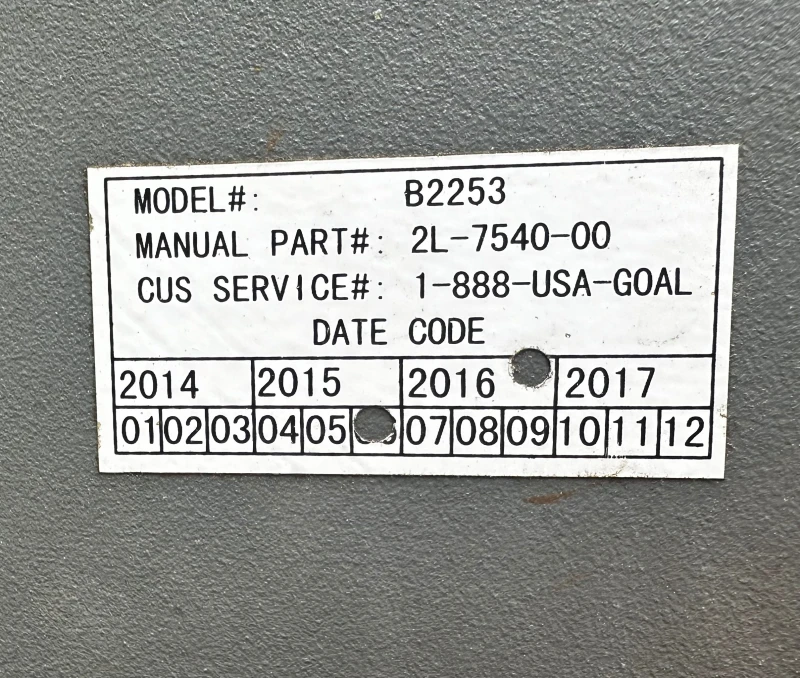 MODEL#: B2253
MANUAL PART#: 2L-7540-00
CUS SERVICE#: 1-888-USA-GOAL
DATE CODE
2014 2015 2016 2017
01 02 03 04 05 07 08 09 10 11 12